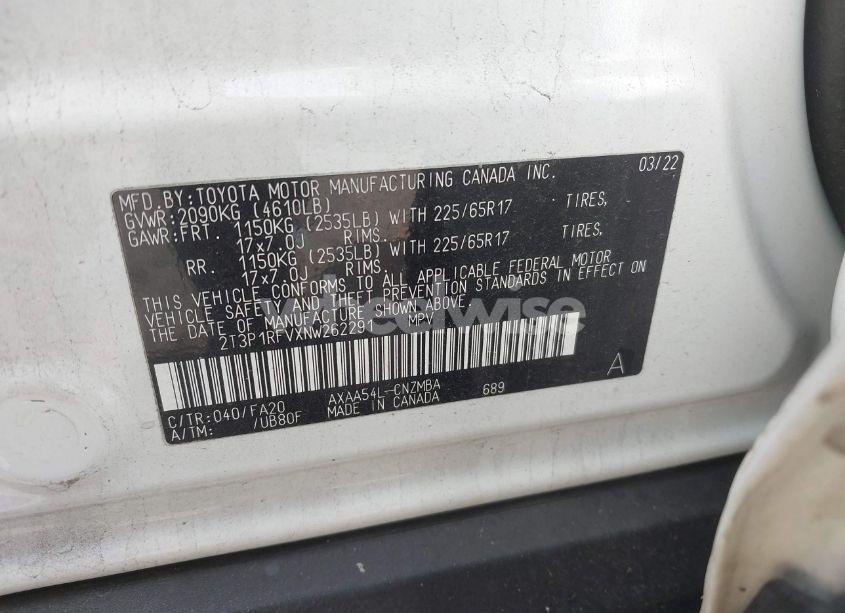 03/22
MFD.BY:TOYOTA MOTOR MANUFACTURING CANADA INC.
GVWR:2090KG (4610LB)
GAWR:FRT. 1150KG (2535LB) WITH 225/65R17 TIRES,
17x7.0J RIMS.
RR. 1150KG (2535LB) WITH 225/65R17 TIRES,
17x7.0J RIMS.
THIS VEHICLE CONFORMS TO ALL APPLICABLE FEDERAL MOTOR
VEHICLE SAFETY AND THEFT PREVENTION STANDARDS IN EFFECT ON
THE DATE OF MANUFACTURE SHOWN ABOVE.
MPV
C/TR:040/FA20 AXAA54L-CNZMBA 689 A
A/TM: /UB80F MADE IN CANADA